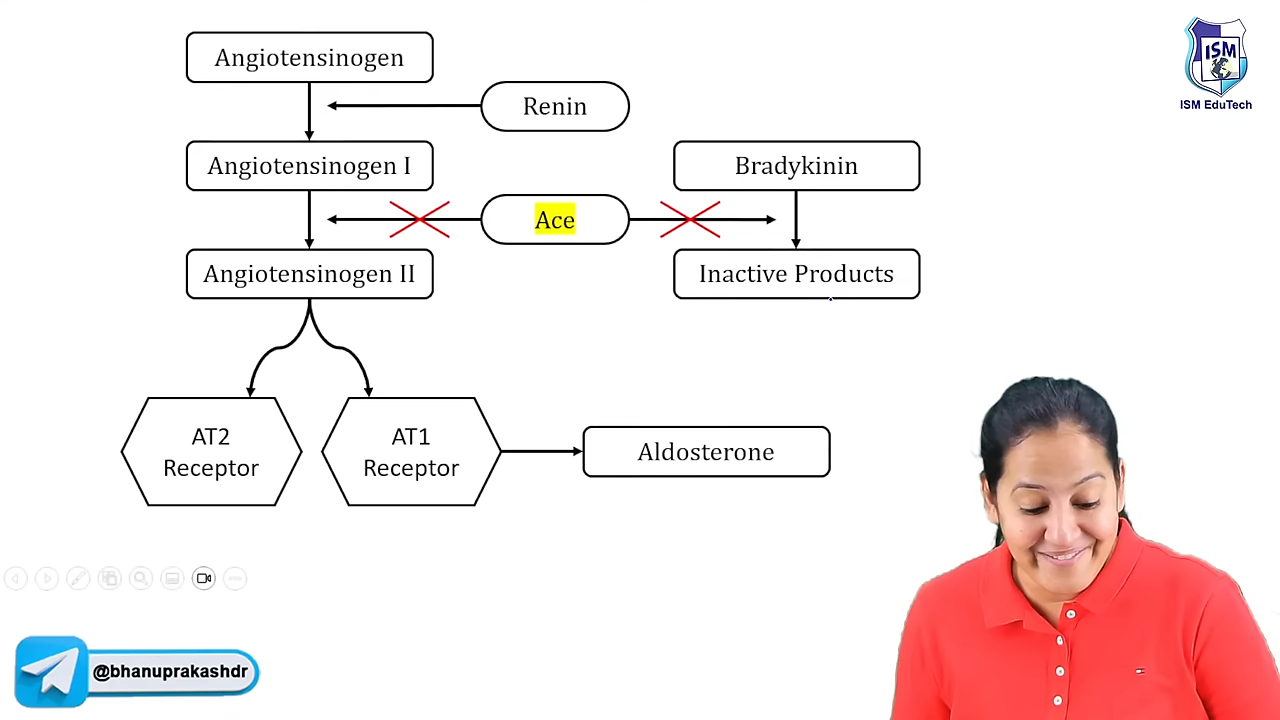 Angiotensinogen
Renin
Angiotensinogen I
Bradykinin
Ace
Angiotensinogen II
Inactive Products
AT2
Receptor
AT1
Receptor
Aldosterone
ISM
ISM EduTech
@bhanuprakashdr